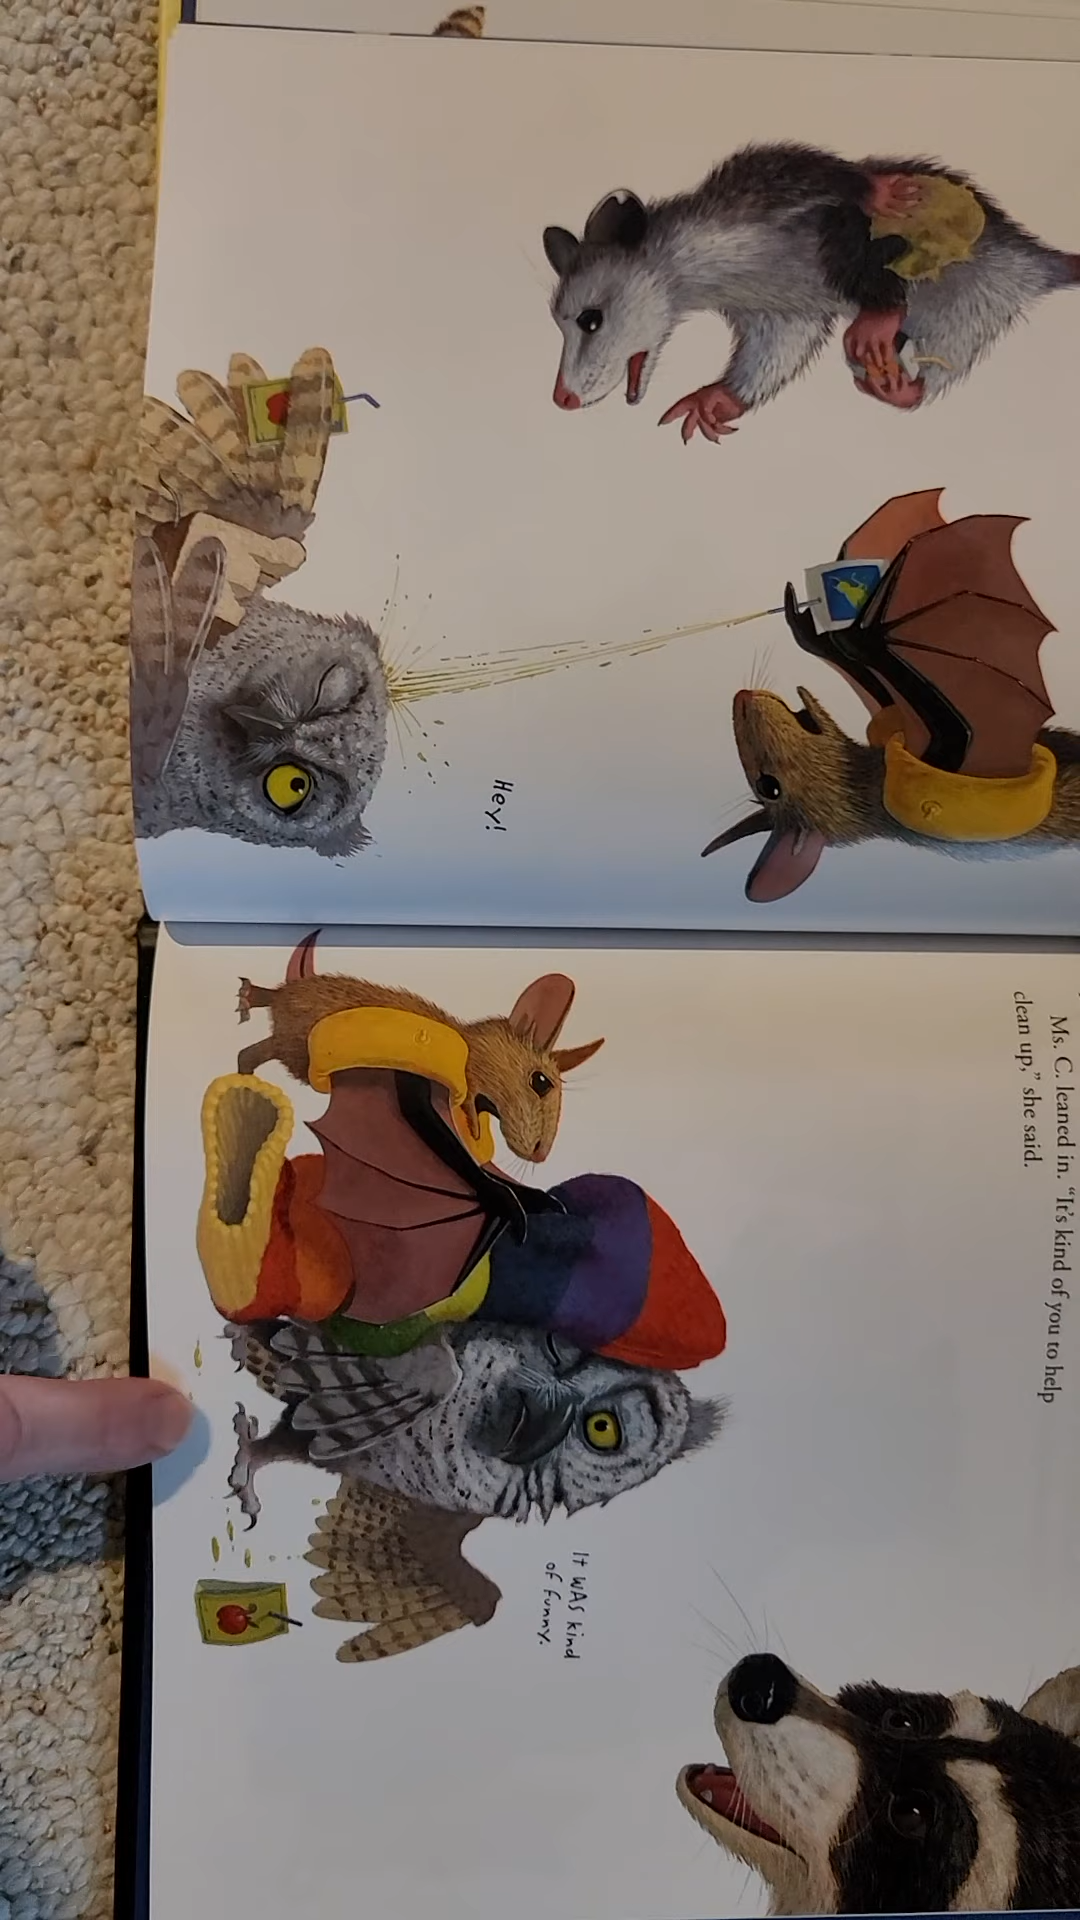 Hey!
Ms. C. leaned in. “It’s kind of you to help
clean up,” she said.
It WAS kind
of funny.